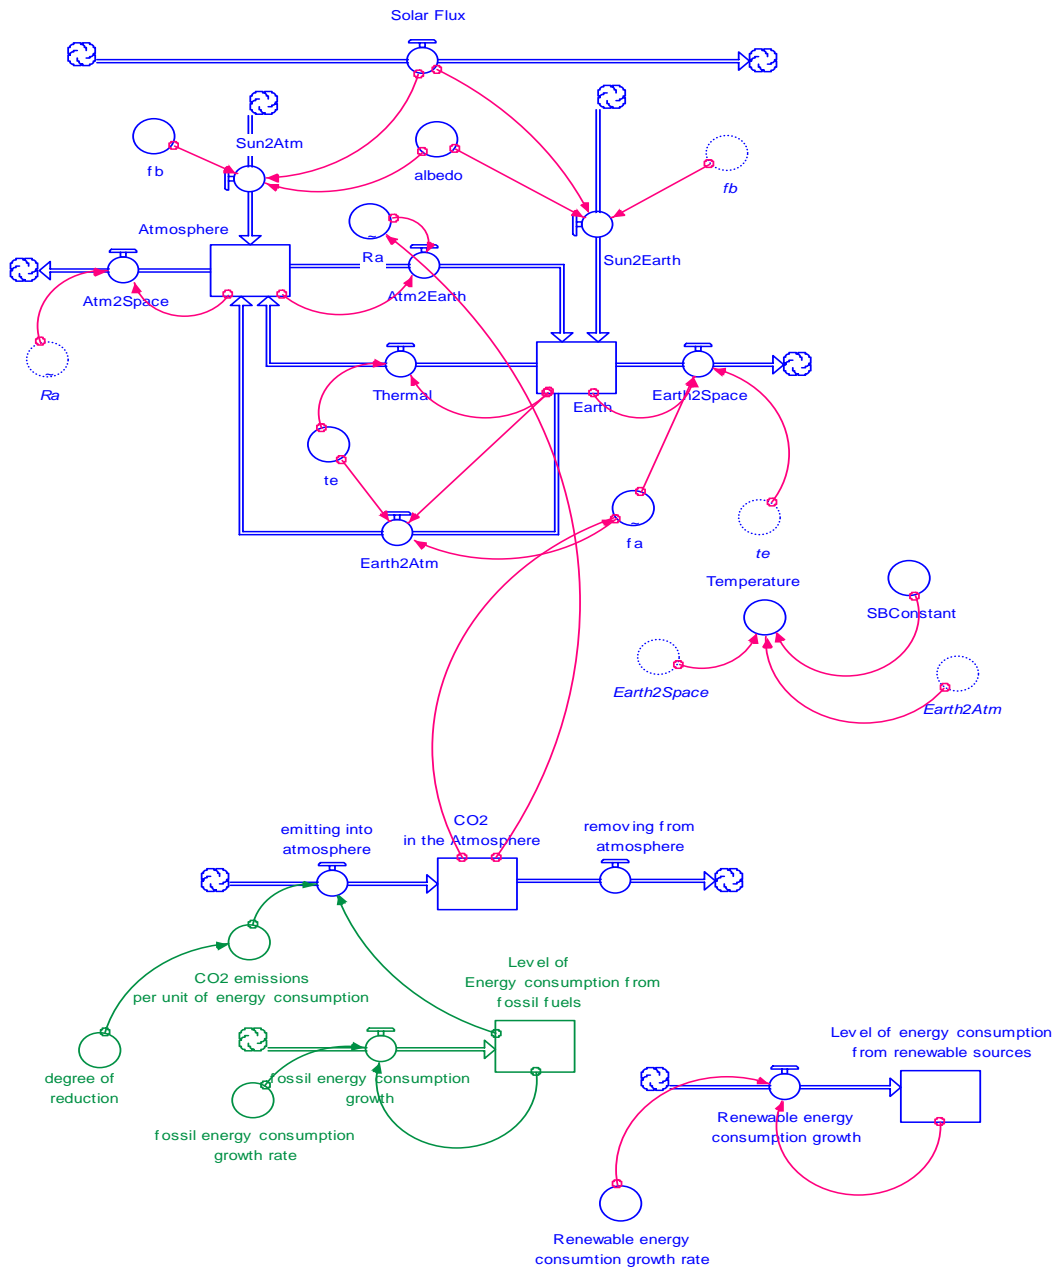 Solar Flux
Sun2Atm
fb
albedo
fb
Atmosphere
Ra
Sun2Earth
Atm2Space
Atm2Earth
Ra
Thermal
Earth
Earth2Space
te
fa
te
Earth2Atm
Temperature
SBConstant
Earth2Space
Earth2Atm
CO2
in the Atmosphere
emitting into
atmosphere
removing from
atmosphere
CO2 emissions
per unit of energy consumption
Level of
Energy consumption from
fossil fuels
degree of
reduction
fossil energy consumption
growth
fossil energy consumption
growth rate
Level of energy consumption
from renewable sources
Renewable energy
consumption growth
Renewable energy
consumtion growth rate